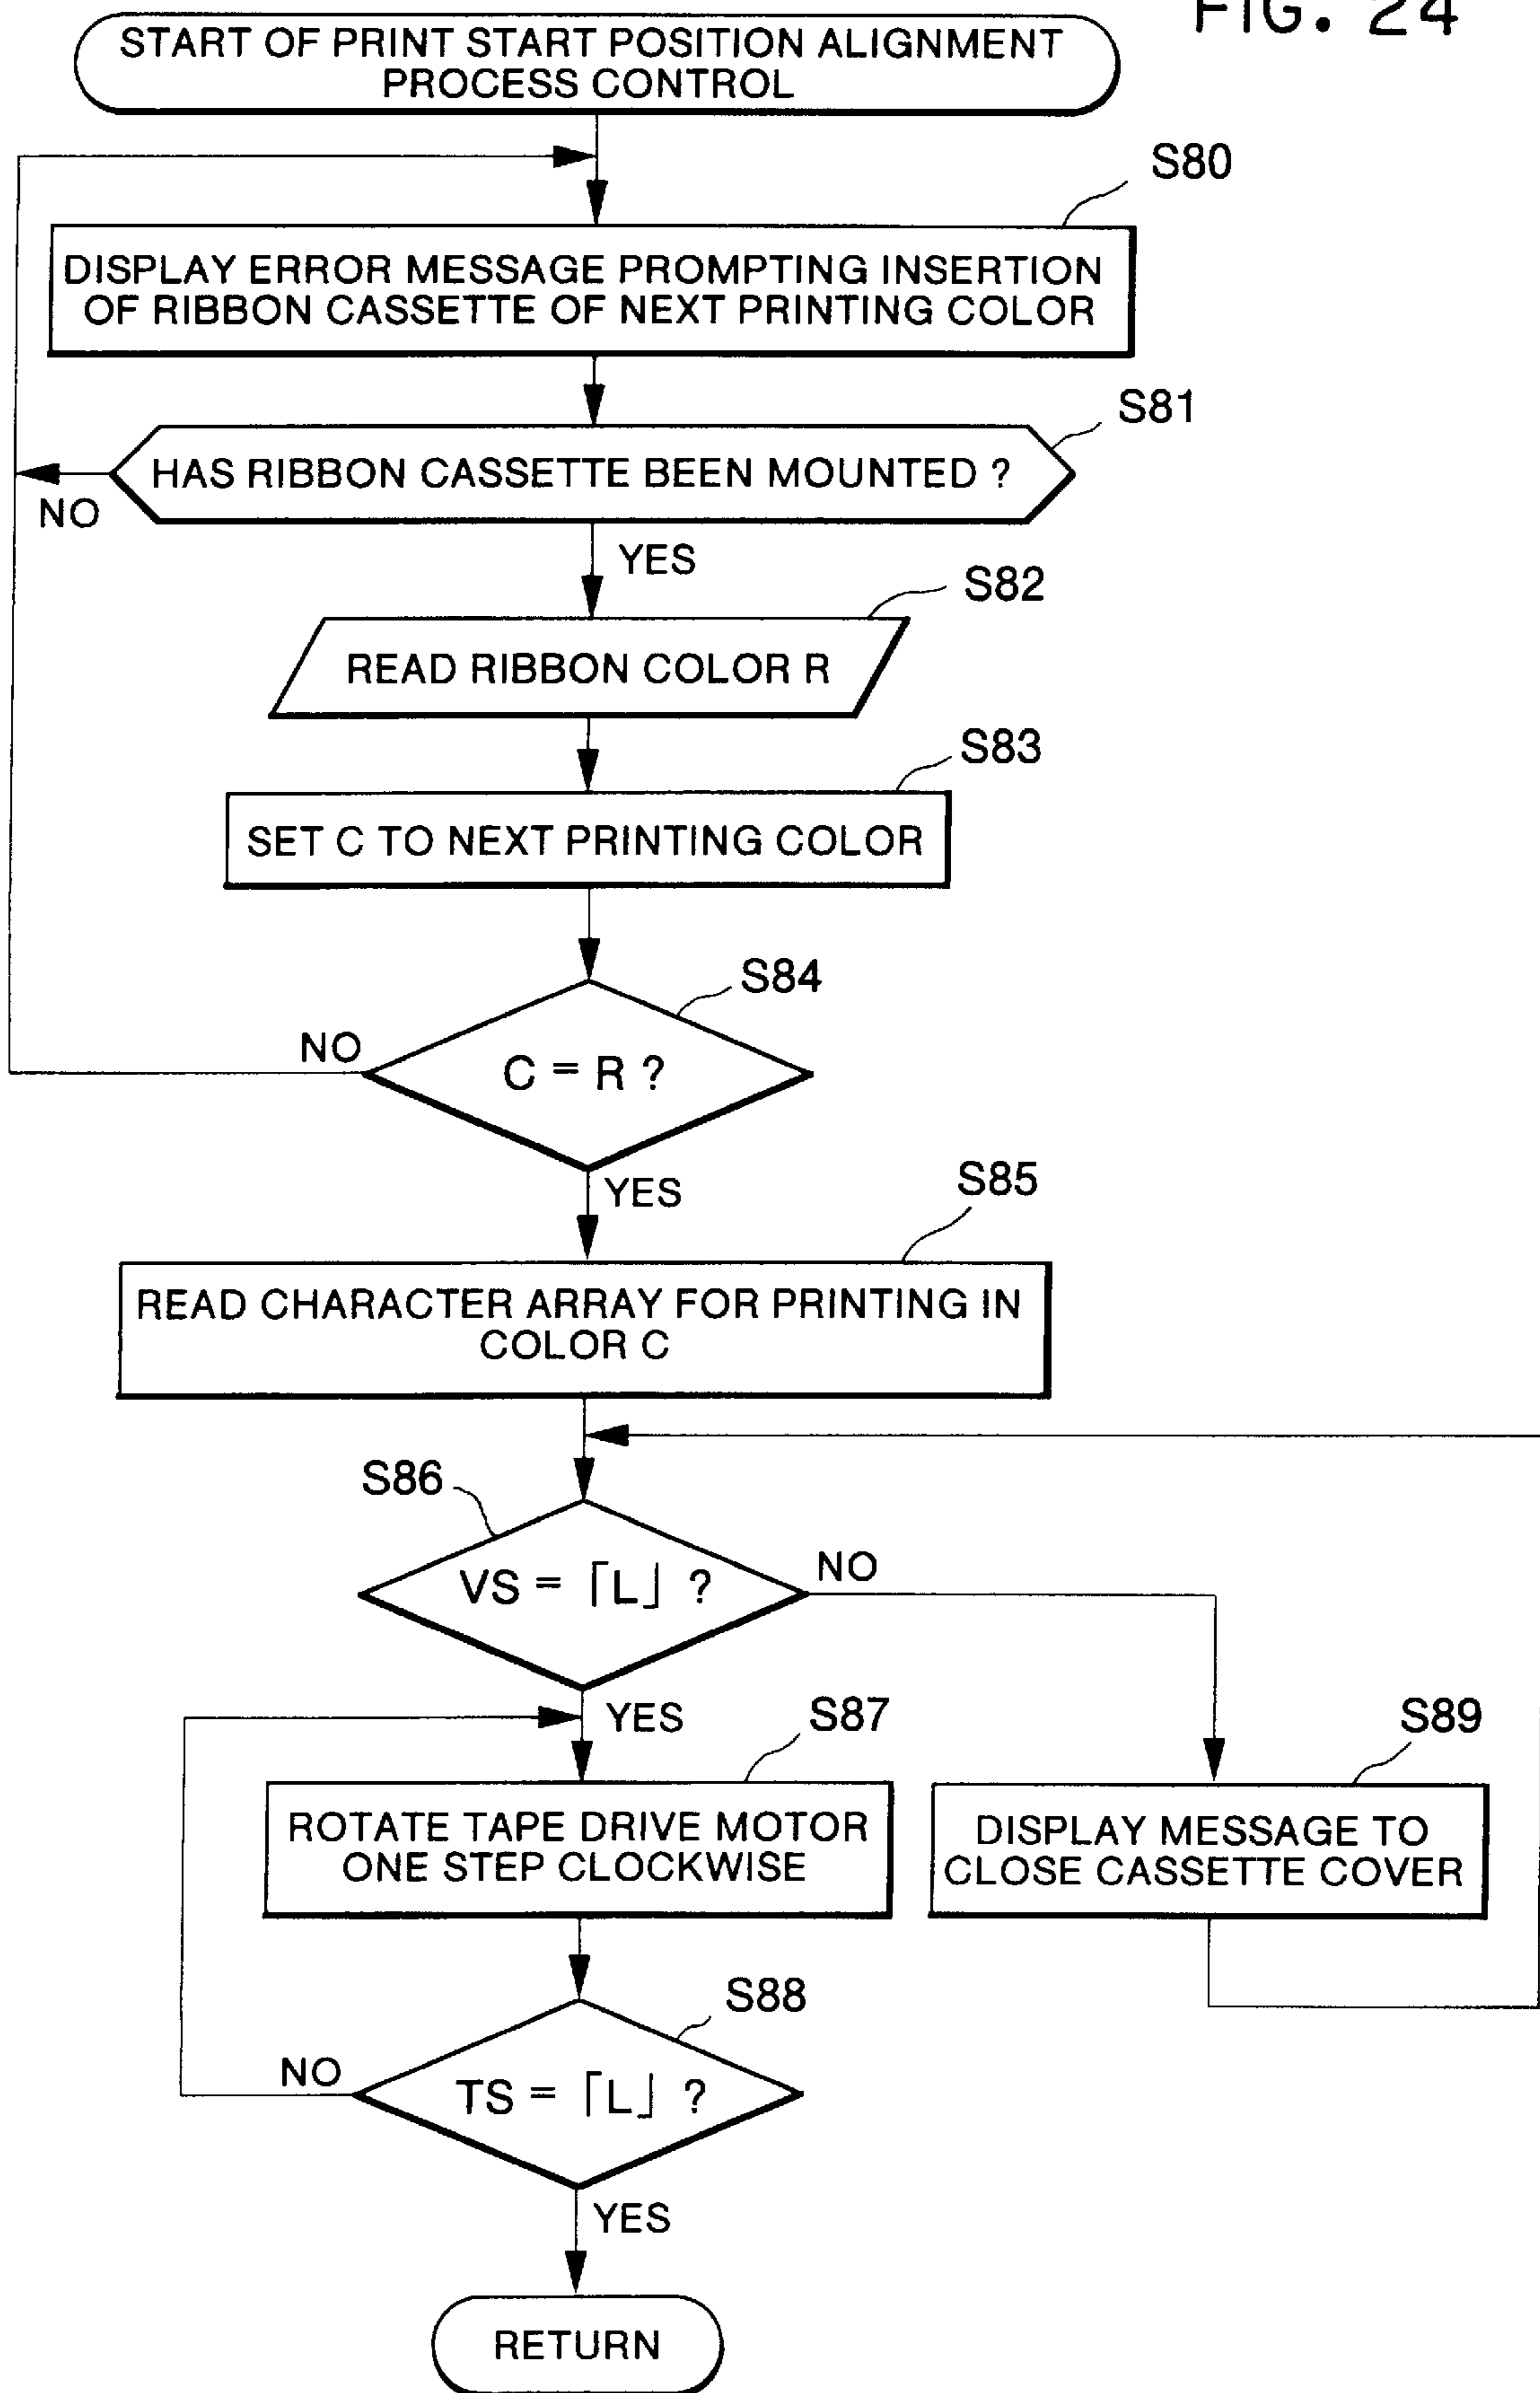 FIG. 24
START OF PRINT START POSITION ALIGNMENT
PROCESS CONTROL
S80
DISPLAY ERROR MESSAGE PROMPTING INSERTION
OF RIBBON CASSETTE OF NEXT PRINTING COLOR
S81
HAS RIBBON CASSETTE BEEN MOUNTED ?
NO
YES
S82
READ RIBBON COLOR R
S83
SET C TO NEXT PRINTING COLOR
S84
C = R ?
NO
YES
S85
READ CHARACTER ARRAY FOR PRINTING IN
COLOR C
S86
VS = ⌈L⌋ ?
NO
YES
S87
ROTATE TAPE DRIVE MOTOR
ONE STEP CLOCKWISE
S89
DISPLAY MESSAGE TO
CLOSE CASSETTE COVER
S88
TS = ⌈L⌋ ?
NO
YES
RETURN